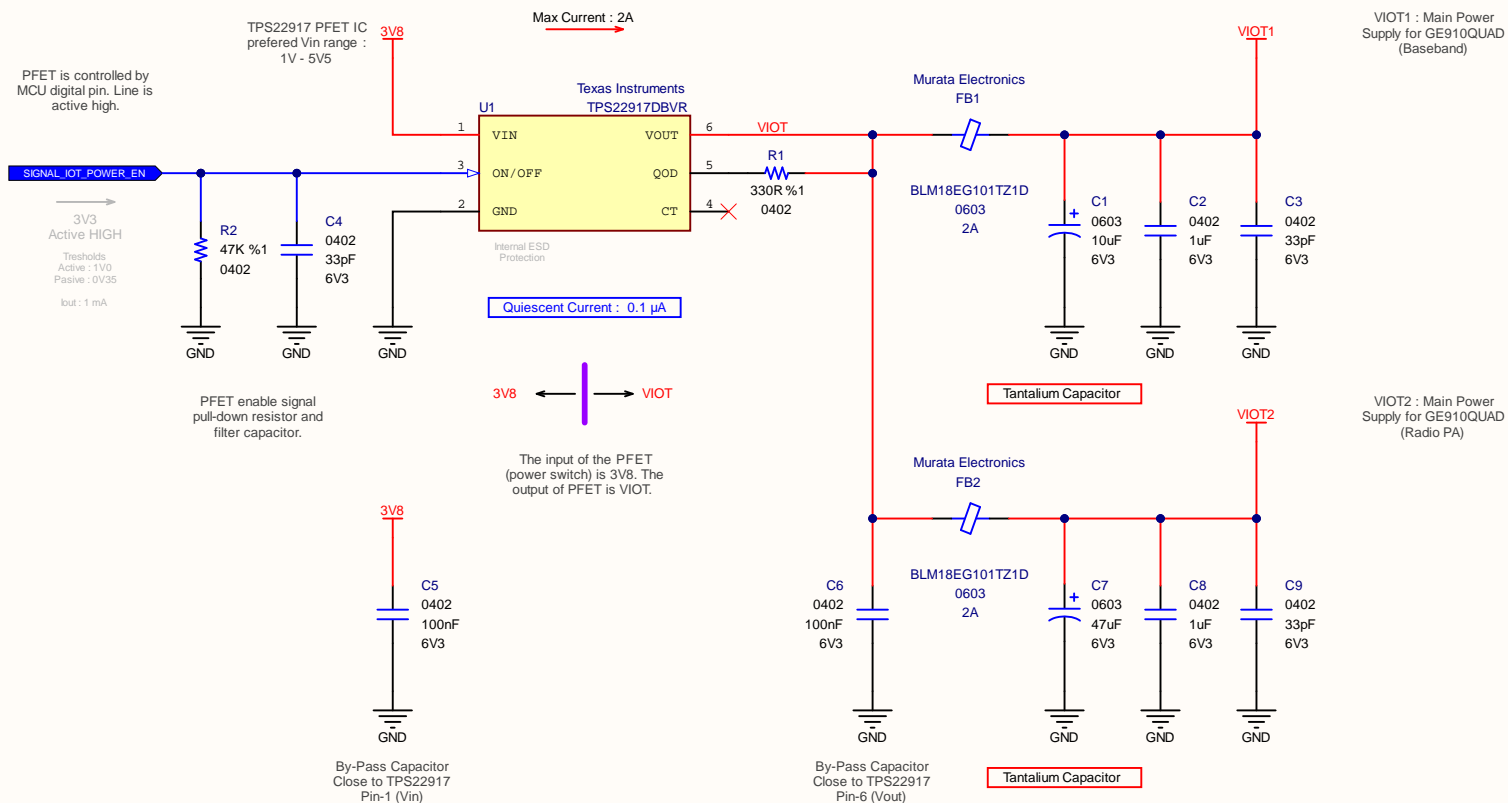 Max Current : 2A
TPS22917 PFET IC
prefered Vin range :
1V - 5V5
3V8
VIOT1
VIOT1 : Main Power
Supply for GE910QUAD
(Baseband)
PFET is controlled by
MCU digital pin. Line is
active high.
U1
Texas Instruments
TPS22917DBVR
1
VIN
VOUT
6
VIOT
3
ON/OFF
QOD
5
2
GND
CT
4
Internal ESD
Protection
R1
330R %1
0402
Murata Electronics
FB1
BLM18EG101TZ1D
0603
2A
SIGNAL_IOT_POWER_EN
3V3
Active HIGH
Tresholds
Active : 1V0
Pasive : 0V35
Iout : 1 mA
R2
47K %1
0402
C4
0402
33pF
6V3
C1
0603
10uF
6V3
C2
0402
1uF
6V3
C3
0402
33pF
6V3
+
Quiescent Current : 0.1 µA
GND
GND
GND
GND
GND
GND
PFET enable signal
pull-down resistor and
filter capacitor.
3V8
VIOT
The input of the PFET
(power switch) is 3V8. The
output of PFET is VIOT.
Tantalium Capacitor
VIOT2
VIOT2 : Main Power
Supply for GE910QUAD
(Radio PA)
Murata Electronics
FB2
BLM18EG101TZ1D
0603
2A
3V8
C5
0402
100nF
6V3
C6
0402
100nF
6V3
+
C7
0603
47uF
6V3
C8
0402
1uF
6V3
C9
0402
33pF
6V3
GND
GND
GND
GND
GND
By-Pass Capacitor
Close to TPS22917
Pin-1 (Vin)
By-Pass Capacitor
Close to TPS22917
Pin-6 (Vout)
Tantalium Capacitor